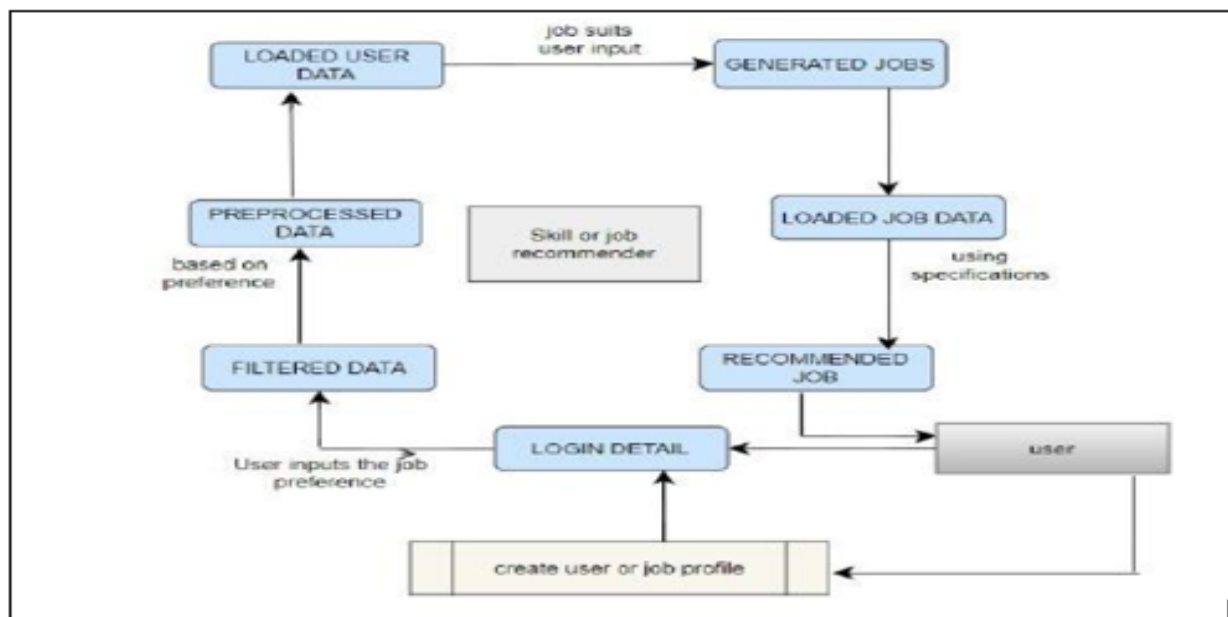 job suits
user input
LOADED USER
DATA
GENERATED JOBS
PREPROCESSED
DATA
Skill or job
recommender
LOADED JOB DATA
based on
preference
using
specifications
FILTERED DATA
RECOMMENDED
JOB
User inputs the job
preference
LOGIN DETAIL
user
create user or job profile